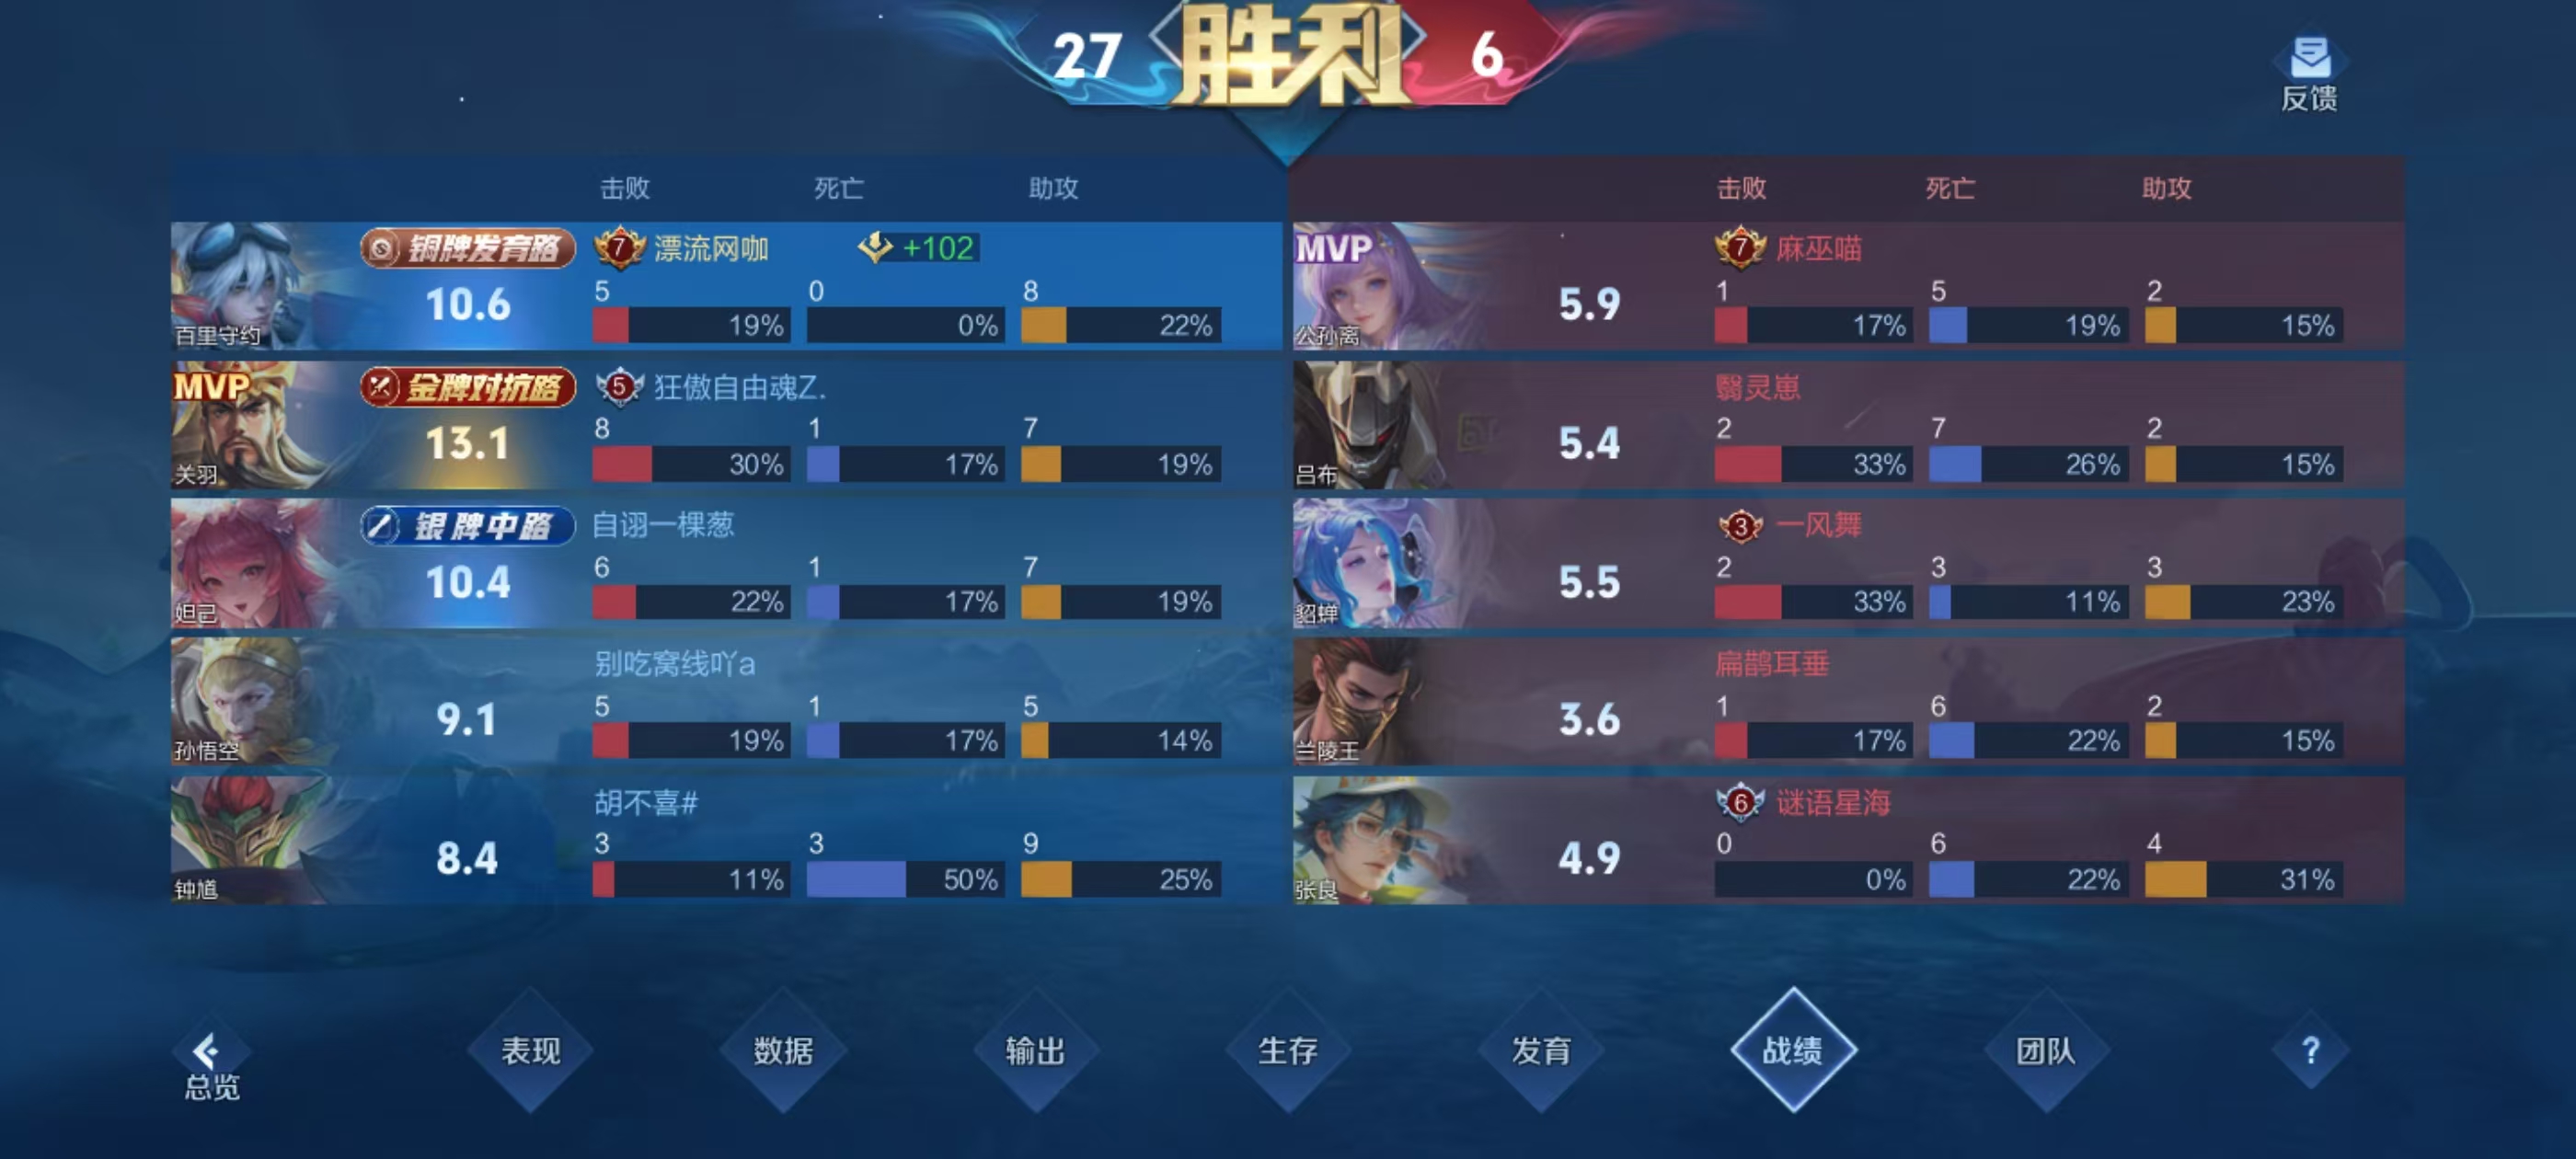 27 胜利 6
反馈
击败 死亡 助攻
击败 死亡 助攻
铜牌发育路 7 漂流网咖 +102
10.6
5 0 8
19% 0% 22%
百里守约
MVP 金牌对抗路 5 狂傲自由魂Z.
13.1
8 1 7
30% 17% 19%
关羽
银牌中路 自诩一棵葱
10.4
6 1 7
22% 17% 19%
妲己
别吃窝线吖a
9.1
5 1 5
19% 17% 14%
孙悟空
胡不喜#
8.4
3 3 9
11% 50% 25%
钟馗
MVP 7 麻巫喵
5.9
1 5 2
17% 19% 15%
公孙离
翳灵崽
5.4
2 7 2
33% 26% 15%
吕布
3 一风舞
5.5
2 3 3
33% 11% 23%
貂蝉
扁鹊耳垂
3.6
1 6 2
17% 22% 15%
兰陵王
6 谜语星海
4.9
0 6 4
0% 22% 31%
张良
总览 表现 数据 输出 生存 发育 战绩 团队 ?